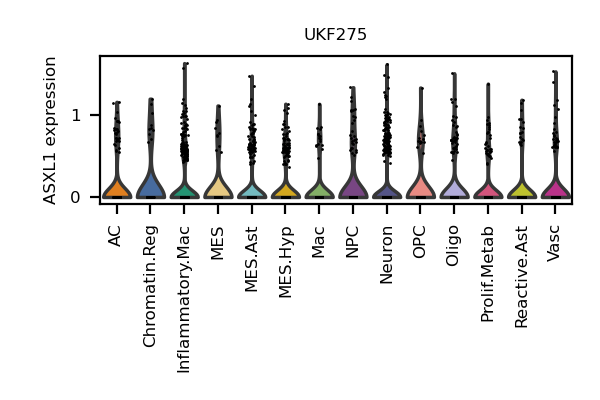 UKF275
ASXL1 expression
1
0
AC
Chromatin.Reg
Inflammatory.Mac
MES
MES.Ast
MES.Hyp
Mac
NPC
Neuron
OPC
Oligo
Prolif.Metab
Reactive.Ast
Vasc